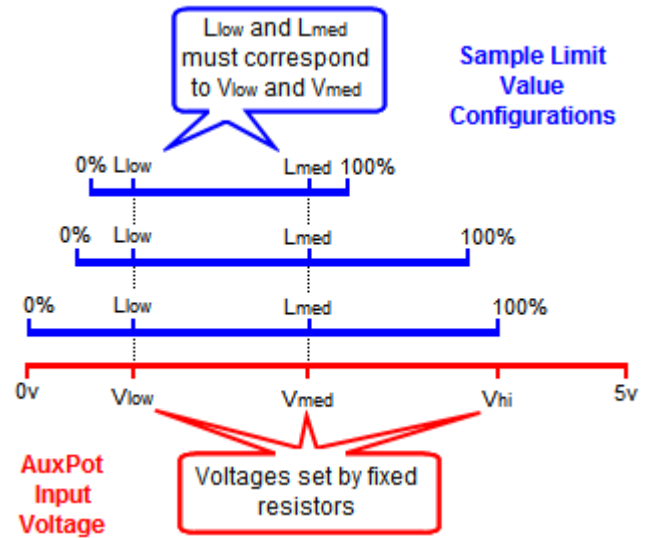 Llow and Lmed
must correspond
to Vlow and Vmed
Sample Limit
Value
Configurations
0% Llow Lmed 100%
0% Llow Lmed 100%
0% Llow Lmed 100%
0v Vlow Vmed Vhi 5v
AuxPot
Input
Voltage
Voltages set by fixed
resistors